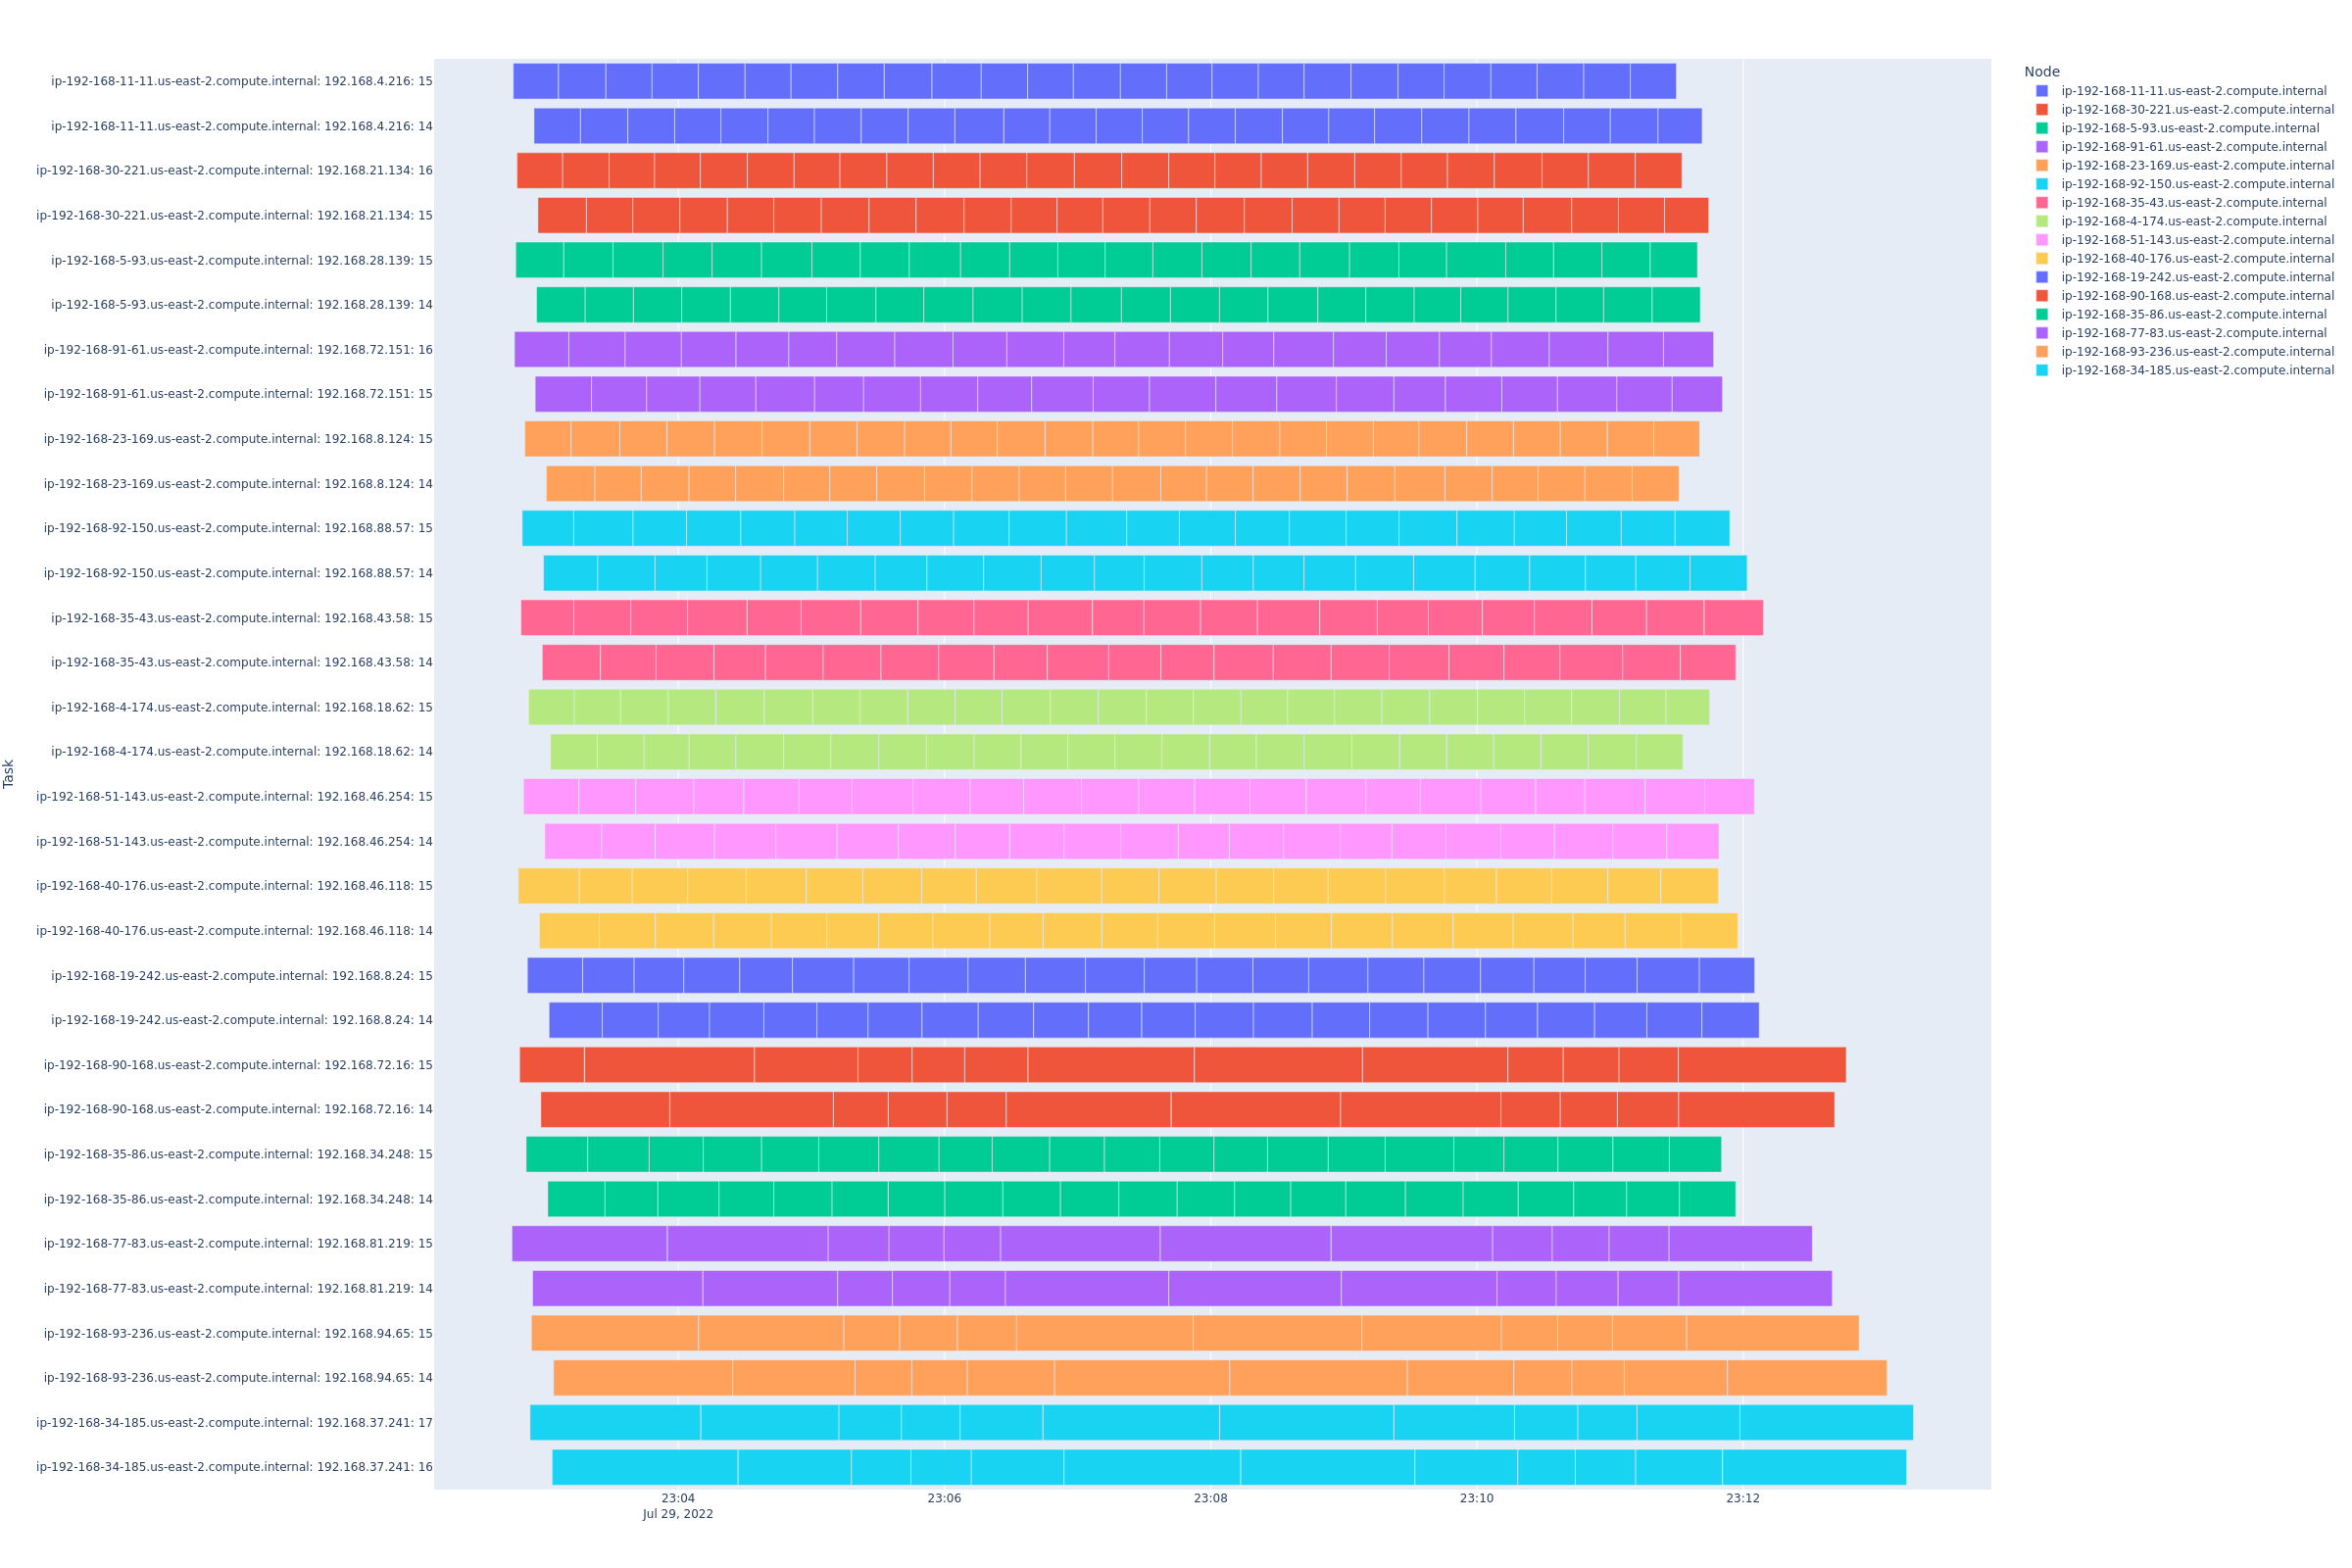 ip-192-168-11-11.us-east-2.compute.internal: 192.168.4.216: 15
ip-192-168-11-11.us-east-2.compute.internal: 192.168.4.216: 14
ip-192-168-30-221.us-east-2.compute.internal: 192.168.21.134: 16
ip-192-168-30-221.us-east-2.compute.internal: 192.168.21.134: 15
ip-192-168-5-93.us-east-2.compute.internal: 192.168.28.139: 15
ip-192-168-5-93.us-east-2.compute.internal: 192.168.28.139: 14
ip-192-168-91-61.us-east-2.compute.internal: 192.168.72.151: 16
ip-192-168-91-61.us-east-2.compute.internal: 192.168.72.151: 15
ip-192-168-23-169.us-east-2.compute.internal: 192.168.8.124: 15
ip-192-168-23-169.us-east-2.compute.internal: 192.168.8.124: 14
ip-192-168-92-150.us-east-2.compute.internal: 192.168.88.57: 15
ip-192-168-92-150.us-east-2.compute.internal: 192.168.88.57: 14
ip-192-168-35-43.us-east-2.compute.internal: 192.168.43.58: 15
ip-192-168-35-43.us-east-2.compute.internal: 192.168.43.58: 14
ip-192-168-4-174.us-east-2.compute.internal: 192.168.18.62: 15
ip-192-168-4-174.us-east-2.compute.internal: 192.168.18.62: 14
ip-192-168-51-143.us-east-2.compute.internal: 192.168.46.254: 15
ip-192-168-51-143.us-east-2.compute.internal: 192.168.46.254: 14
ip-192-168-40-176.us-east-2.compute.internal: 192.168.46.118: 15
ip-192-168-40-176.us-east-2.compute.internal: 192.168.46.118: 14
ip-192-168-19-242.us-east-2.compute.internal: 192.168.8.24: 15
ip-192-168-19-242.us-east-2.compute.internal: 192.168.8.24: 14
ip-192-168-90-168.us-east-2.compute.internal: 192.168.72.16: 15
ip-192-168-90-168.us-east-2.compute.internal: 192.168.72.16: 14
ip-192-168-35-86.us-east-2.compute.internal: 192.168.34.248: 15
ip-192-168-35-86.us-east-2.compute.internal: 192.168.34.248: 14
ip-192-168-77-83.us-east-2.compute.internal: 192.168.81.219: 15
ip-192-168-77-83.us-east-2.compute.internal: 192.168.81.219: 14
ip-192-168-93-236.us-east-2.compute.internal: 192.168.94.65: 15
ip-192-168-93-236.us-east-2.compute.internal: 192.168.94.65: 14
ip-192-168-34-185.us-east-2.compute.internal: 192.168.37.241: 17
ip-192-168-34-185.us-east-2.compute.internal: 192.168.37.241: 16
Task
23:04 23:06 23:08 23:10 23:12
Jul 29, 2022
Node
ip-192-168-11-11.us-east-2.compute.internal
ip-192-168-30-221.us-east-2.compute.internal
ip-192-168-5-93.us-east-2.compute.internal
ip-192-168-91-61.us-east-2.compute.internal
ip-192-168-23-169.us-east-2.compute.internal
ip-192-168-92-150.us-east-2.compute.internal
ip-192-168-35-43.us-east-2.compute.internal
ip-192-168-4-174.us-east-2.compute.internal
ip-192-168-51-143.us-east-2.compute.internal
ip-192-168-40-176.us-east-2.compute.internal
ip-192-168-19-242.us-east-2.compute.internal
ip-192-168-90-168.us-east-2.compute.internal
ip-192-168-35-86.us-east-2.compute.internal
ip-192-168-77-83.us-east-2.compute.internal
ip-192-168-93-236.us-east-2.compute.internal
ip-192-168-34-185.us-east-2.compute.internal